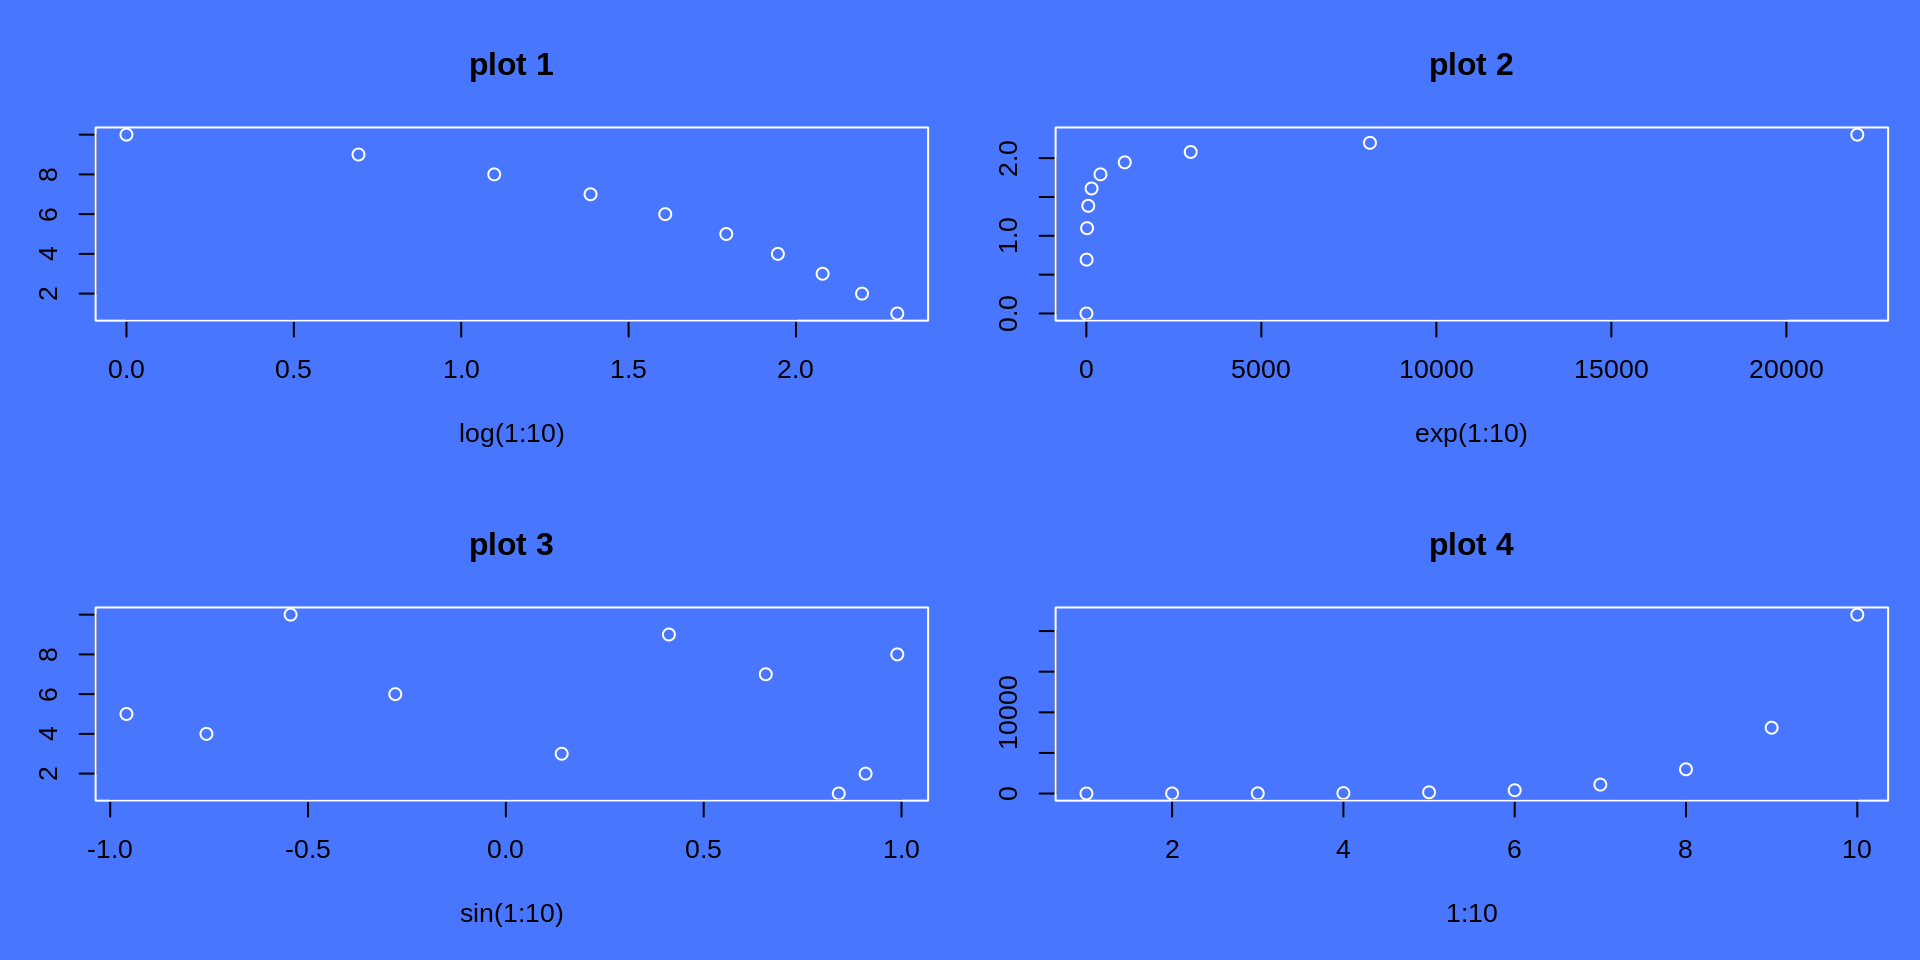 plot 1
8
6
4
2
0.0 0.5 1.0 1.5 2.0
log(1:10)
plot 2
2.0
1.0
0.0
0 5000 10000 15000 20000
exp(1:10)
plot 3
8
6
4
2
-1.0 -0.5 0.0 0.5 1.0
sin(1:10)
plot 4
10000
0
2 4 6 8 10
1:10